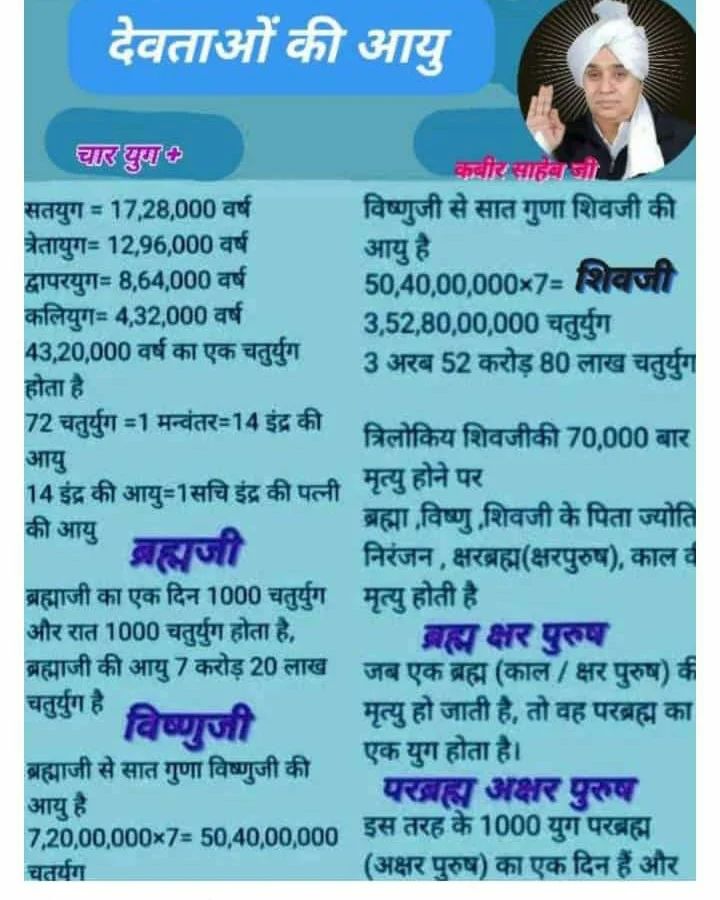 देवताओं की आयु
चार युग +
कबीर साहेब जी
सतयुग = 17,28,000 वर्ष
त्रेतायुग= 12,96,000 वर्ष
द्वापरयुग= 8,64,000 वर्ष
कलियुग= 4,32,000 वर्ष
43,20,000 वर्ष का एक चतुर्युग
होता है
72 चतुर्युग =1 मन्वंतर=14 इंद्र की
आयु
14 इंद्र की आयु=1सचि इंद्र की पत्नी
की आयु
ब्रह्मजी
ब्रह्माजी का एक दिन 1000 चतुर्युग
और रात 1000 चतुर्युग होता है,
ब्रह्माजी की आयु 7 करोड़ 20 लाख
चतुर्युग है
विष्णुजी
ब्रह्माजी से सात गुणा विष्णुजी की
आयु है
7,20,00,000×7= 50,40,00,000
चतुर्युग
विष्णुजी से सात गुणा शिवजी की
आयु है
50,40,00,000×7= शिवजी
3,52,80,00,000 चतुर्युग
3 अरब 52 करोड़ 80 लाख चतुर्युग
त्रिलोकिय शिवजीकी 70,000 बार
मृत्यु होने पर
ब्रह्मा ,विष्णु ,शिवजी के पिता ज्योति
निरंजन , क्षरब्रह्म(क्षरपुरुष), काल
मृत्यु होती है
ब्रह्म क्षर पुरुष
जब एक ब्रह्म (काल / क्षर पुरुष) की
मृत्यु हो जाती है, तो वह परब्रह्म का
एक युग होता है।
परब्रह्म अक्षर पुरुष
इस तरह के 1000 युग परब्रह्म
(अक्षर पुरुष) का एक दिन हैं और